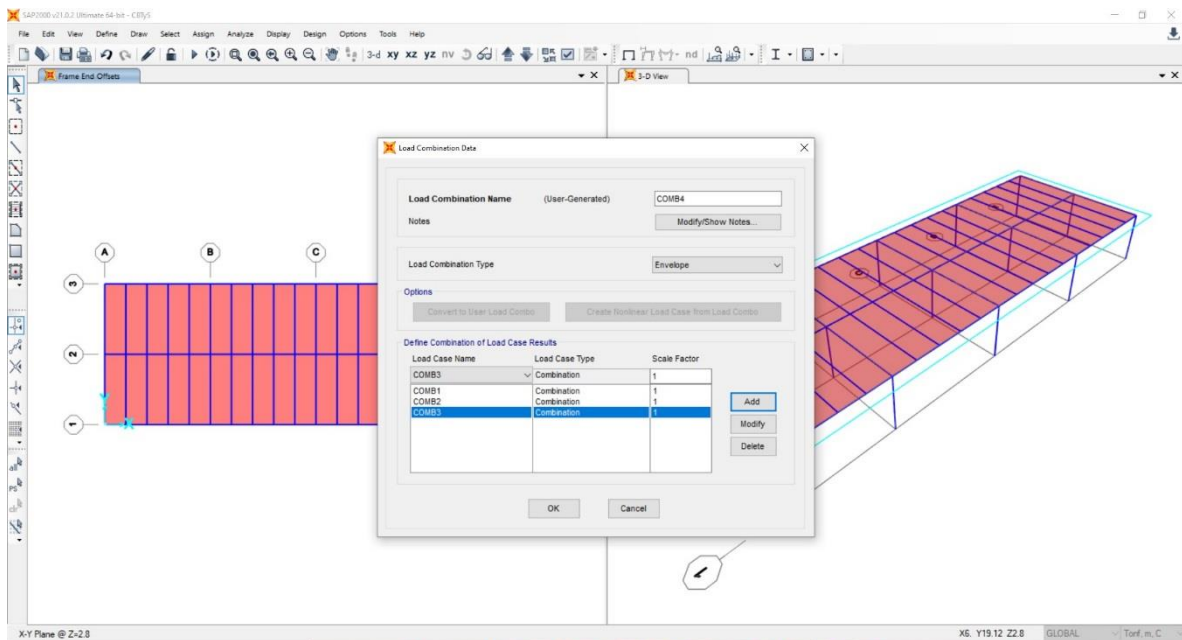 SAP2000 v21.0.2 Ultimate 64-bit - CBTyS
File Edit View Define Draw Select Assign Analyze Display Design Options Tools Help
3-d xy xz yz nv nd
Frame End Offsets
3-D View
Load Combination Data
Load Combination Name (User-Generated) COMB4
Notes Modify/Show Notes...
Load Combination Type Envelope
Options
Convert to User Load Combo Create Nonlinear Load Case from Load Combo
Define Combination of Load Case Results
Load Case Name Load Case Type Scale Factor
COMB3 Combination 1
COMB1 Combination 1
COMB2 Combination 1
COMB3 Combination 1
Add
Modify
Delete
OK Cancel
A B C
3
2
1
Y
X
all
PS
clr
X-Y Plane @ Z=2.8 X6. Y19.12 Z2.8 GLOBAL Tonf, m, C